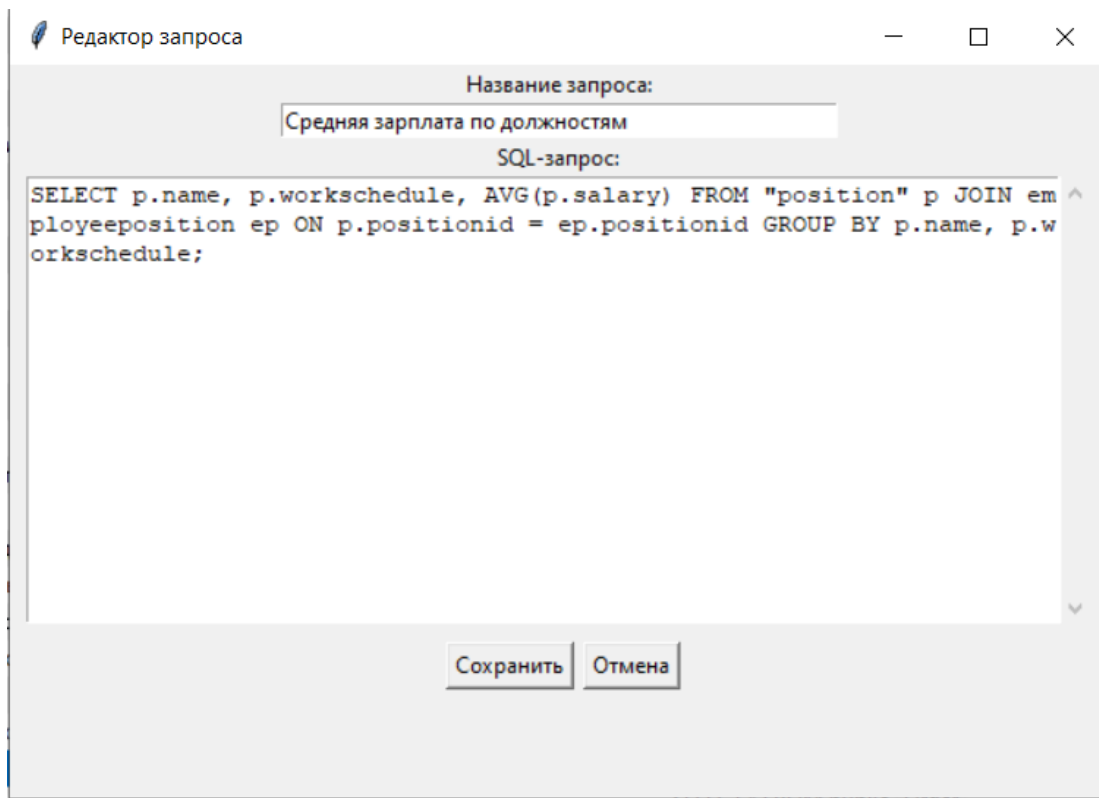 Редактор запроса
Название запроса:
Средняя зарплата по должностям
SQL-запрос:
SELECT p.name, p.workschedule, AVG(p.salary) FROM "position" p JOIN em
ployeeposition ep ON p.positionid = ep.positionid GROUP BY p.name, p.w
orkschedule;
Сохранить Отмена